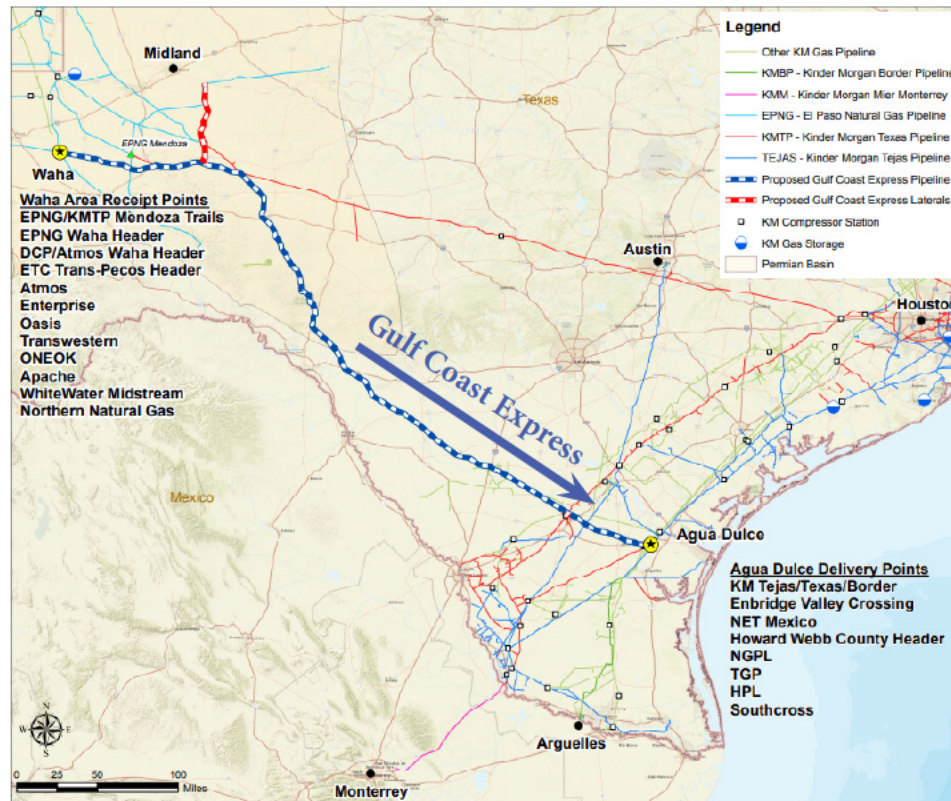 Midland
Texas
EPNG Mendoza
Waha
Waha Area Receipt Points
EPNG/KMTP Mendoza Trails
EPNG Waha Header
DCP/Atmos Waha Header
ETC Trans-Pecos Header
Atmos
Enterprise
Oasis
Transwestern
ONEOK
Apache
WhiteWater Midstream
Northern Natural Gas
Legend
Other KM Gas Pipeline
KMBP - Kinder Morgan Border Pipeline
KMM - Kinder Morgan Mier Monterrey
EPNG - El Paso Natural Gas Pipeline
KMTP - Kinder Morgan Texas Pipeline
TEJAS - Kinder Morgan Tejas Pipeline
Proposed Gulf Coast Express Pipeline
Proposed Gulf Coast Express Laterals
KM Compressor Station
KM Gas Storage
Permian Basin
Austin
Houston
Gulf Coast Express
Mexico
Agua Dulce
Agua Dulce Delivery Points
KM Tejas/Texas/Border
Enbridge Valley Crossing
NET Mexico
Howard Webb County Header
NGPL
TGP
HPL
Southcross
Arguelles
Monterrey
N
W E
S
0 25 50 100
Miles